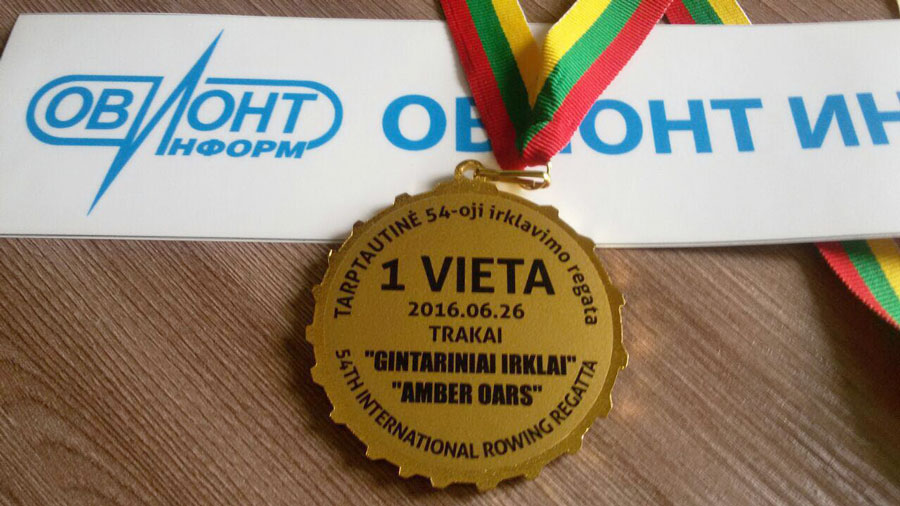 ОВИОНТ
ИНФОРМ
ОВИОНТ ИН
TARPTAUTINĖ 54-oji irklavimo regata
1 VIETA
2016.06.26
TRAKAI
"GINTARINIAI IRKLAI"
"AMBER OARS"
54TH INTERNATIONAL ROWING REGATTA